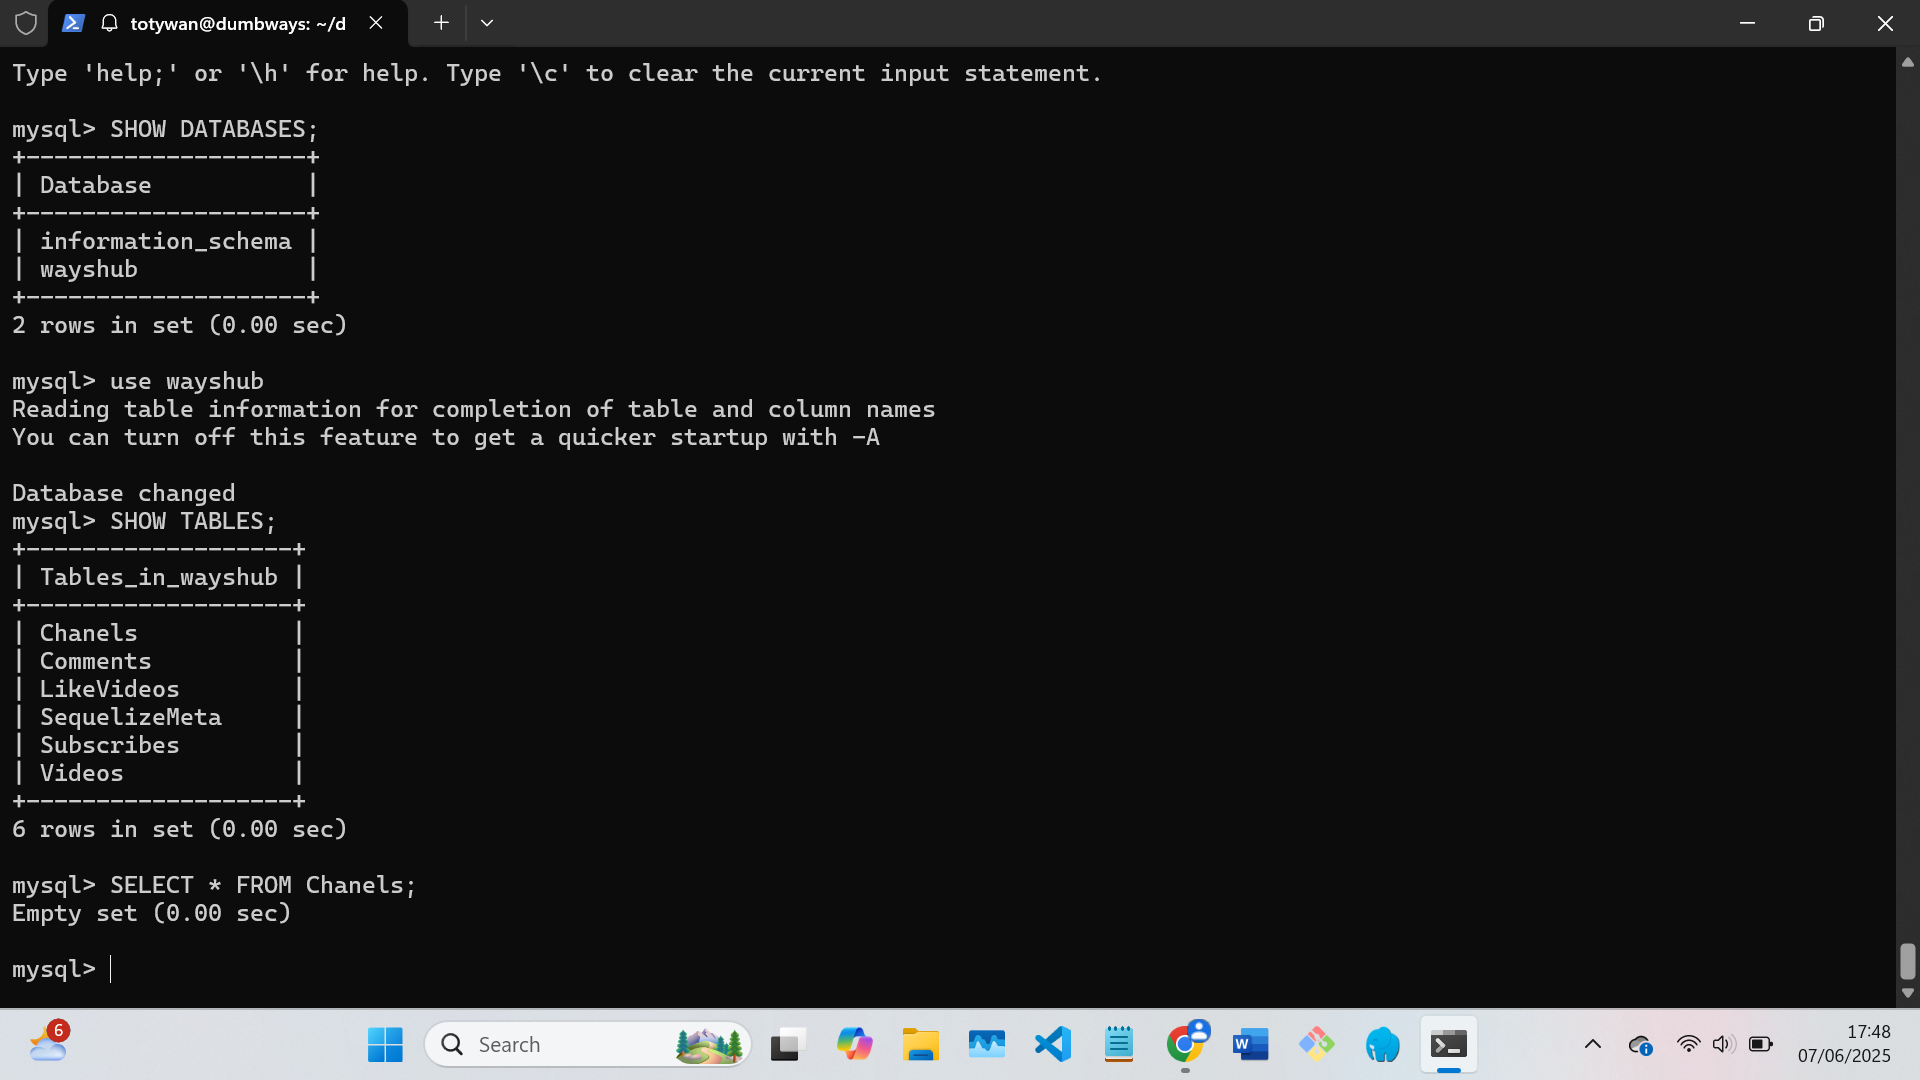 totywan@dumbways: ~/d
Type 'help;' or '\h' for help. Type '\c' to clear the current input statement.
mysql> SHOW DATABASES;
+--------------------+
| Database           |
+--------------------+
| information_schema |
| wayshub            |
+--------------------+
2 rows in set (0.00 sec)
mysql> use wayshub
Reading table information for completion of table and column names
You can turn off this feature to get a quicker startup with -A
Database changed
mysql> SHOW TABLES;
+-------------------+
| Tables_in_wayshub |
+-------------------+
| Chanels           |
| Comments          |
| LikeVideos        |
| SequelizeMeta     |
| Subscribes        |
| Videos            |
+-------------------+
6 rows in set (0.00 sec)
mysql> SELECT * FROM Chanels;
Empty set (0.00 sec)
mysql>
6
Search
W
17:48
07/06/2025